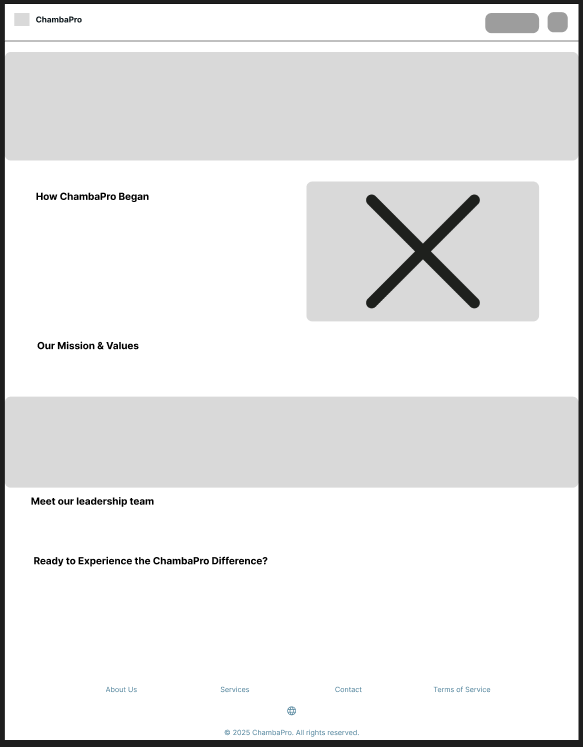 ChambaPro
How ChambaPro Began
Our Mission & Values
Meet our leadership team
Ready to Experience the ChambaPro Difference?
About Us Services Contact Terms of Service
© 2025 ChambaPro. All rights reserved.